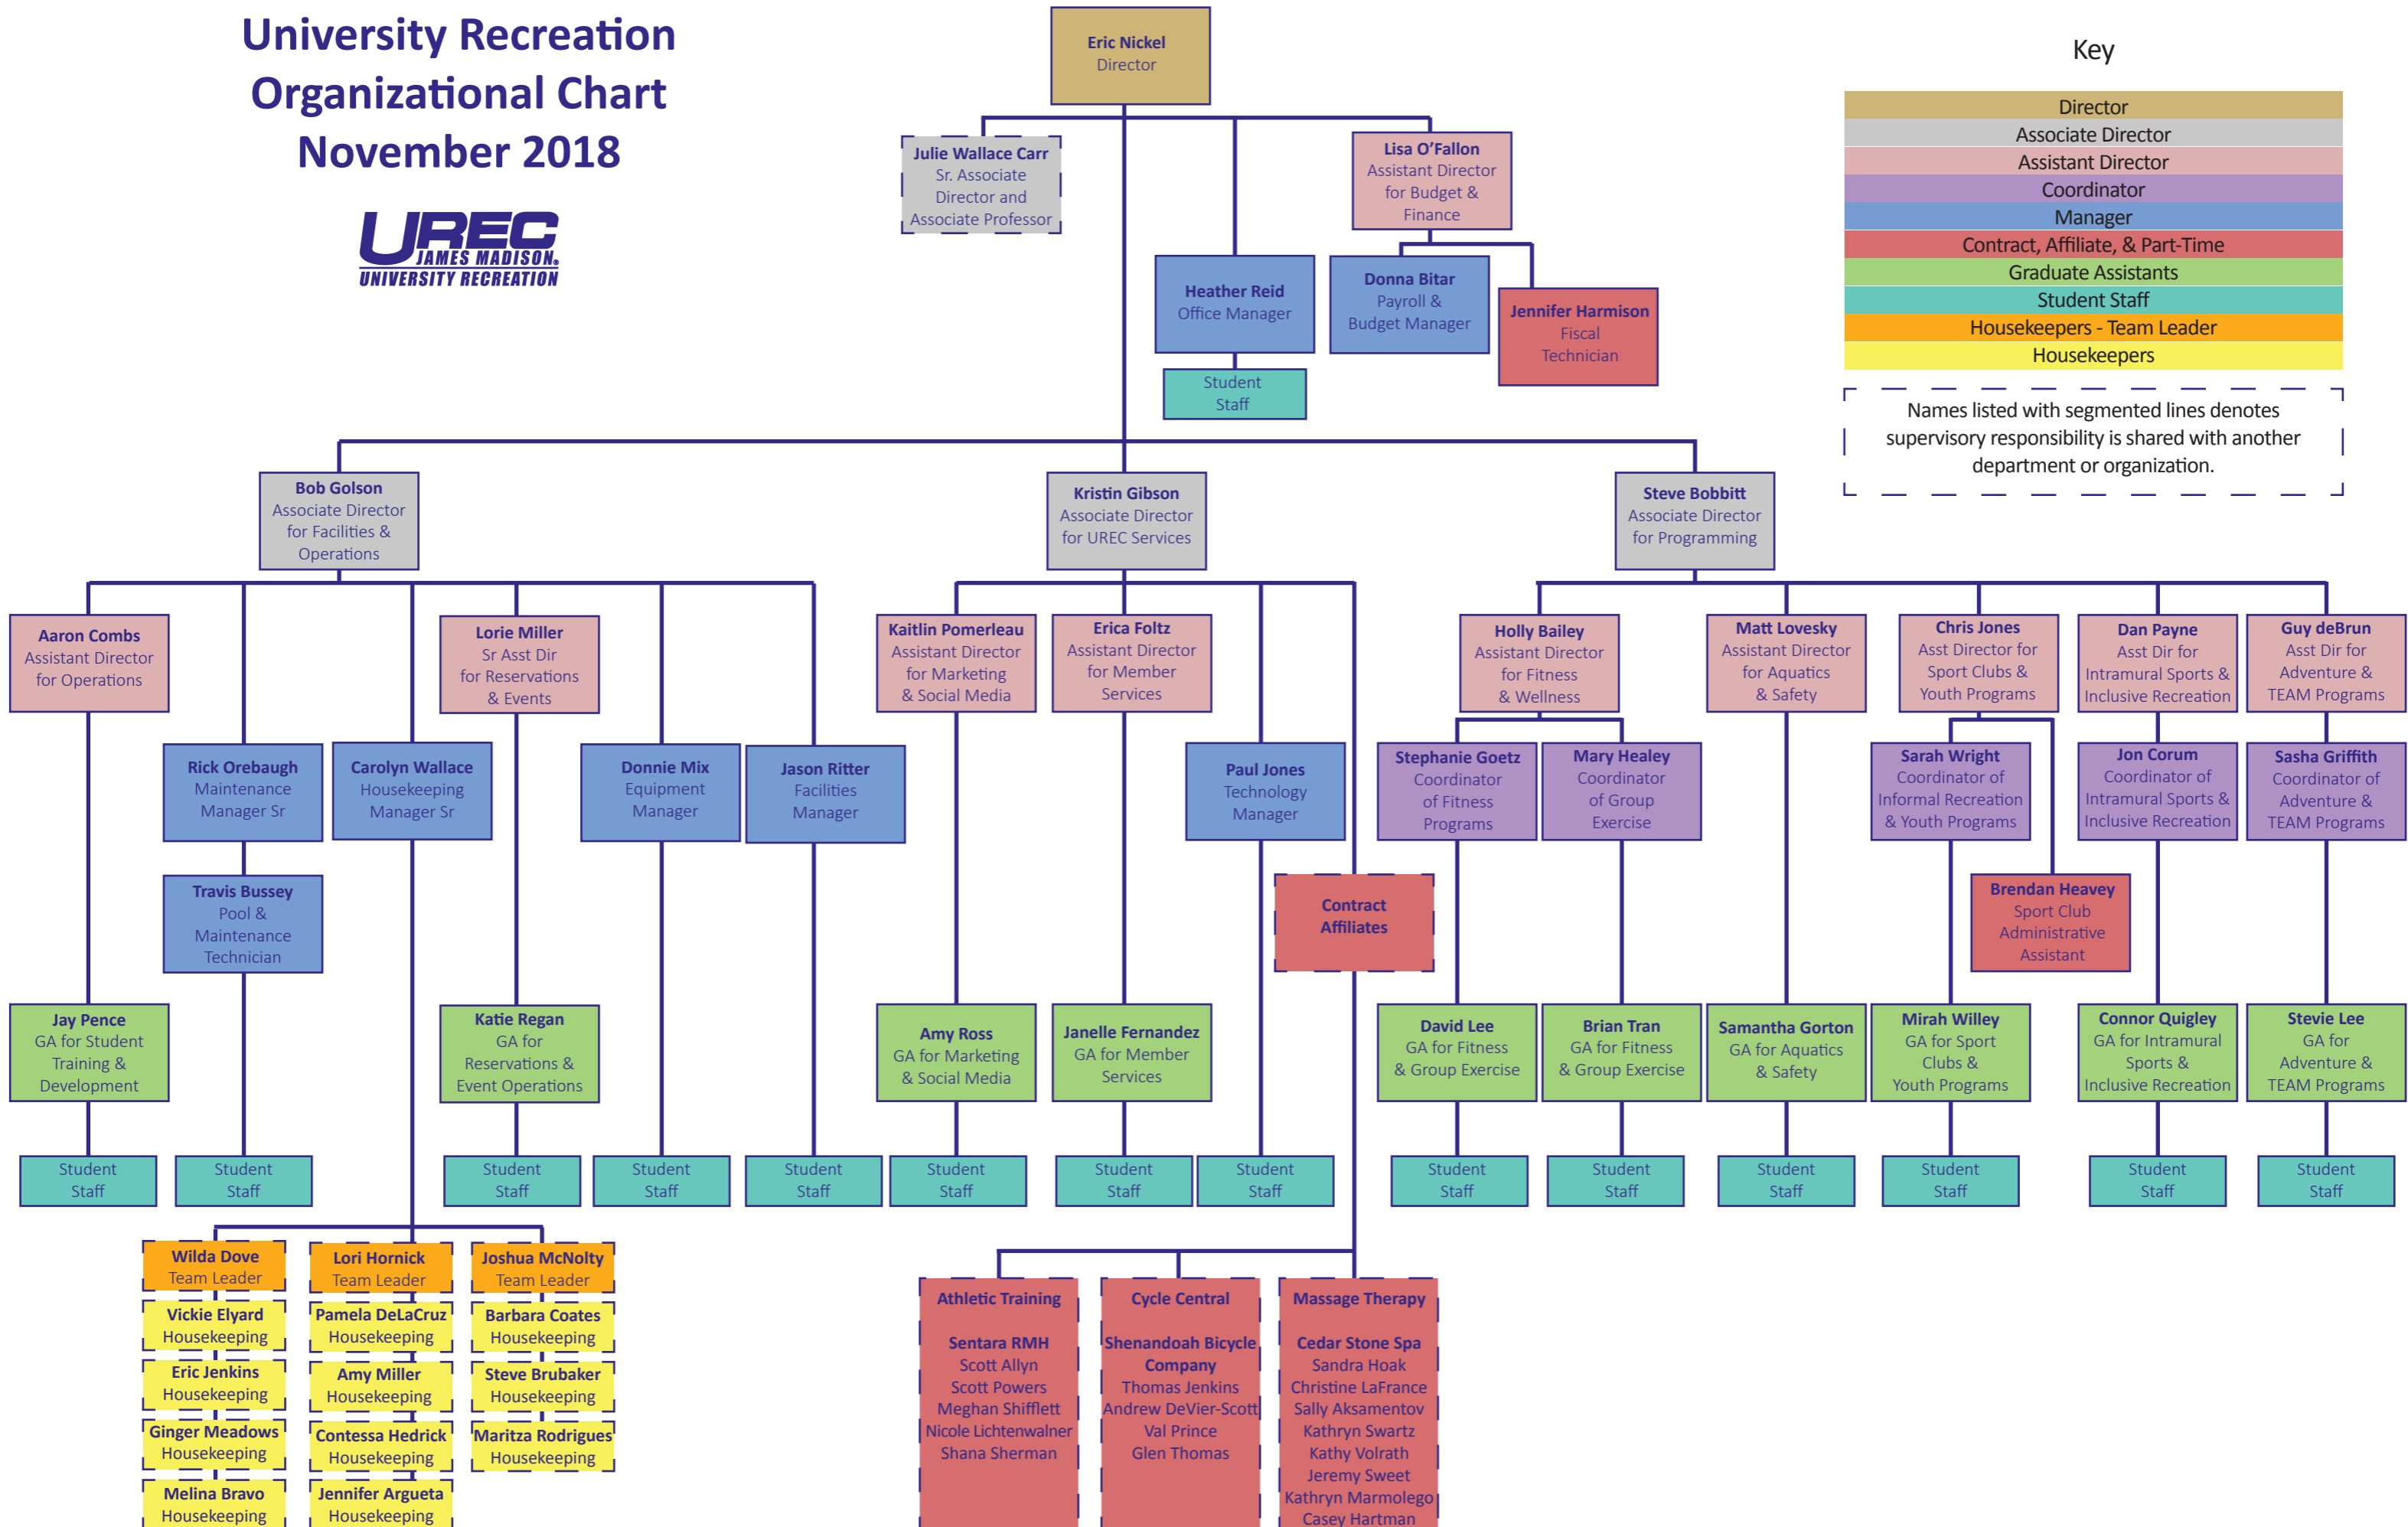 University Recreation
Organizational Chart
November 2018
UREC
JAMES MADISON®
UNIVERSITY RECREATION
Eric Nickel
Director
Julie Wallace Carr
Sr. Associate
Director and
Associate Professor
Heather Reid
Office Manager
Student
Staff
Lisa O’Fallon
Assistant Director
for Budget &
Finance
Donna Bitar
Payroll &
Budget Manager
Jennifer Harmison
Fiscal
Technician
Key
Director
Associate Director
Assistant Director
Coordinator
Manager
Contract, Affiliate, & Part-Time
Graduate Assistants
Student Staff
Housekeepers - Team Leader
Housekeepers
Names listed with segmented lines denotes
supervisory responsibility is shared with another
department or organization.
Bob Golson
Associate Director
for Facilities &
Operations
Kristin Gibson
Associate Director
for UREC Services
Steve Bobbitt
Associate Director
for Programming
Aaron Combs
Assistant Director
for Operations
Lorie Miller
Sr Asst Dir
for Reservations
& Events
Kaitlin Pomerleau
Assistant Director
for Marketing
& Social Media
Erica Foltz
Assistant Director
for Member
Services
Holly Bailey
Assistant Director
for Fitness
& Wellness
Matt Lovesky
Assistant Director
for Aquatics
& Safety
Chris Jones
Asst Director for
Sport Clubs &
Youth Programs
Dan Payne
Asst Dir for
Intramural Sports &
Inclusive Recreation
Guy deBrun
Asst Dir for
Adventure &
TEAM Programs
Rick Orebaugh
Maintenance
Manager Sr
Carolyn Wallace
Housekeeping
Manager Sr
Donnie Mix
Equipment
Manager
Jason Ritter
Facilities
Manager
Paul Jones
Technology
Manager
Stephanie Goetz
Coordinator
of Fitness
Programs
Mary Healey
Coordinator
of Group
Exercise
Sarah Wright
Coordinator of
Informal Recreation
& Youth Programs
Jon Corum
Coordinator of
Intramural Sports &
Inclusive Recreation
Sasha Griffith
Coordinator of
Adventure &
TEAM Programs
Travis Bussey
Pool &
Maintenance
Technician
Contract
Affiliates
Brendan Heavey
Sport Club
Administrative
Assistant
Jay Pence
GA for Student
Training &
Development
Katie Regan
GA for
Reservations &
Event Operations
Amy Ross
GA for Marketing
& Social Media
Janelle Fernandez
GA for Member
Services
David Lee
GA for Fitness
& Group Exercise
Brian Tran
GA for Fitness
& Group Exercise
Samantha Gorton
GA for Aquatics
& Safety
Mirah Willey
GA for Sport
Clubs &
Youth Programs
Connor Quigley
GA for Intramural
Sports &
Inclusive Recreation
Stevie Lee
GA for
Adventure &
TEAM Programs
Student
Staff
Student
Staff
Student
Staff
Student
Staff
Student
Staff
Student
Staff
Student
Staff
Student
Staff
Student
Staff
Student
Staff
Student
Staff
Student
Staff
Student
Staff
Student
Staff
Wilda Dove
Team Leader
Vickie Elyard
Housekeeping
Eric Jenkins
Housekeeping
Ginger Meadows
Housekeeping
Melina Bravo
Housekeeping
Lori Hornick
Team Leader
Pamela DeLaCruz
Housekeeping
Amy Miller
Housekeeping
Contessa Hedrick
Housekeeping
Jennifer Argueta
Housekeeping
Joshua McNolty
Team Leader
Barbara Coates
Housekeeping
Steve Brubaker
Housekeeping
Maritza Rodrigues
Housekeeping
Athletic Training
Sentara RMH
Scott Allyn
Scott Powers
Meghan Shifflett
Nicole Lichtenwalner
Shana Sherman
Cycle Central
Shenandoah Bicycle
Company
Thomas Jenkins
Andrew DeVier-Scott
Val Prince
Glen Thomas
Massage Therapy
Cedar Stone Spa
Sandra Hoak
Christine LaFrance
Sally Aksamentov
Kathryn Swartz
Kathy Volrath
Jeremy Sweet
Kathryn Marmolego
Casey Hartman